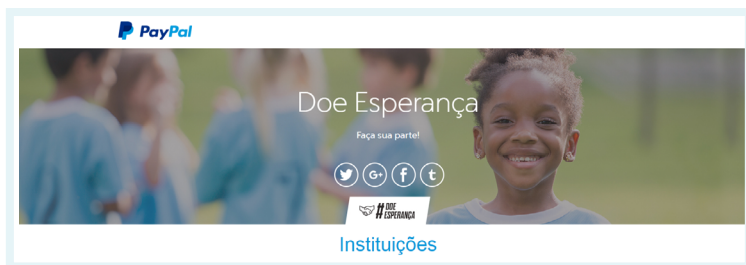 PayPal
Doe Esperança
Faça sua parte!
G+
#DOE
ESPERANÇA
Instituições